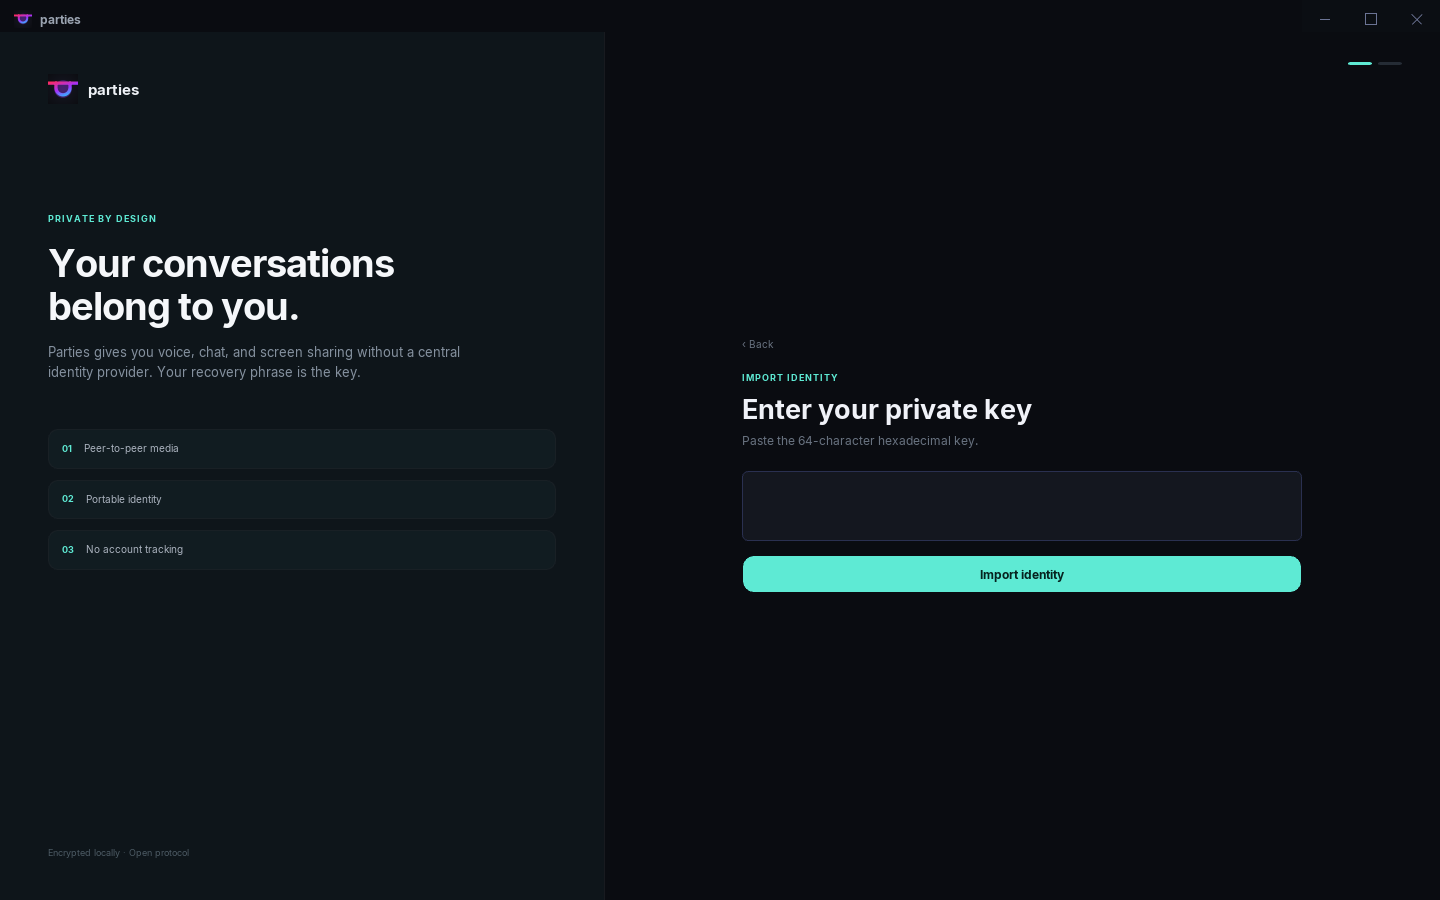 parties
parties
PRIVATE BY DESIGN
Your conversations
belong to you.
Parties gives you voice, chat, and screen sharing without a central
identity provider. Your recovery phrase is the key.
01 Peer-to-peer media
02 Portable identity
03 No account tracking
Encrypted locally · Open protocol
‹ Back
IMPORT IDENTITY
Enter your private key
Paste the 64-character hexadecimal key.
Import identity